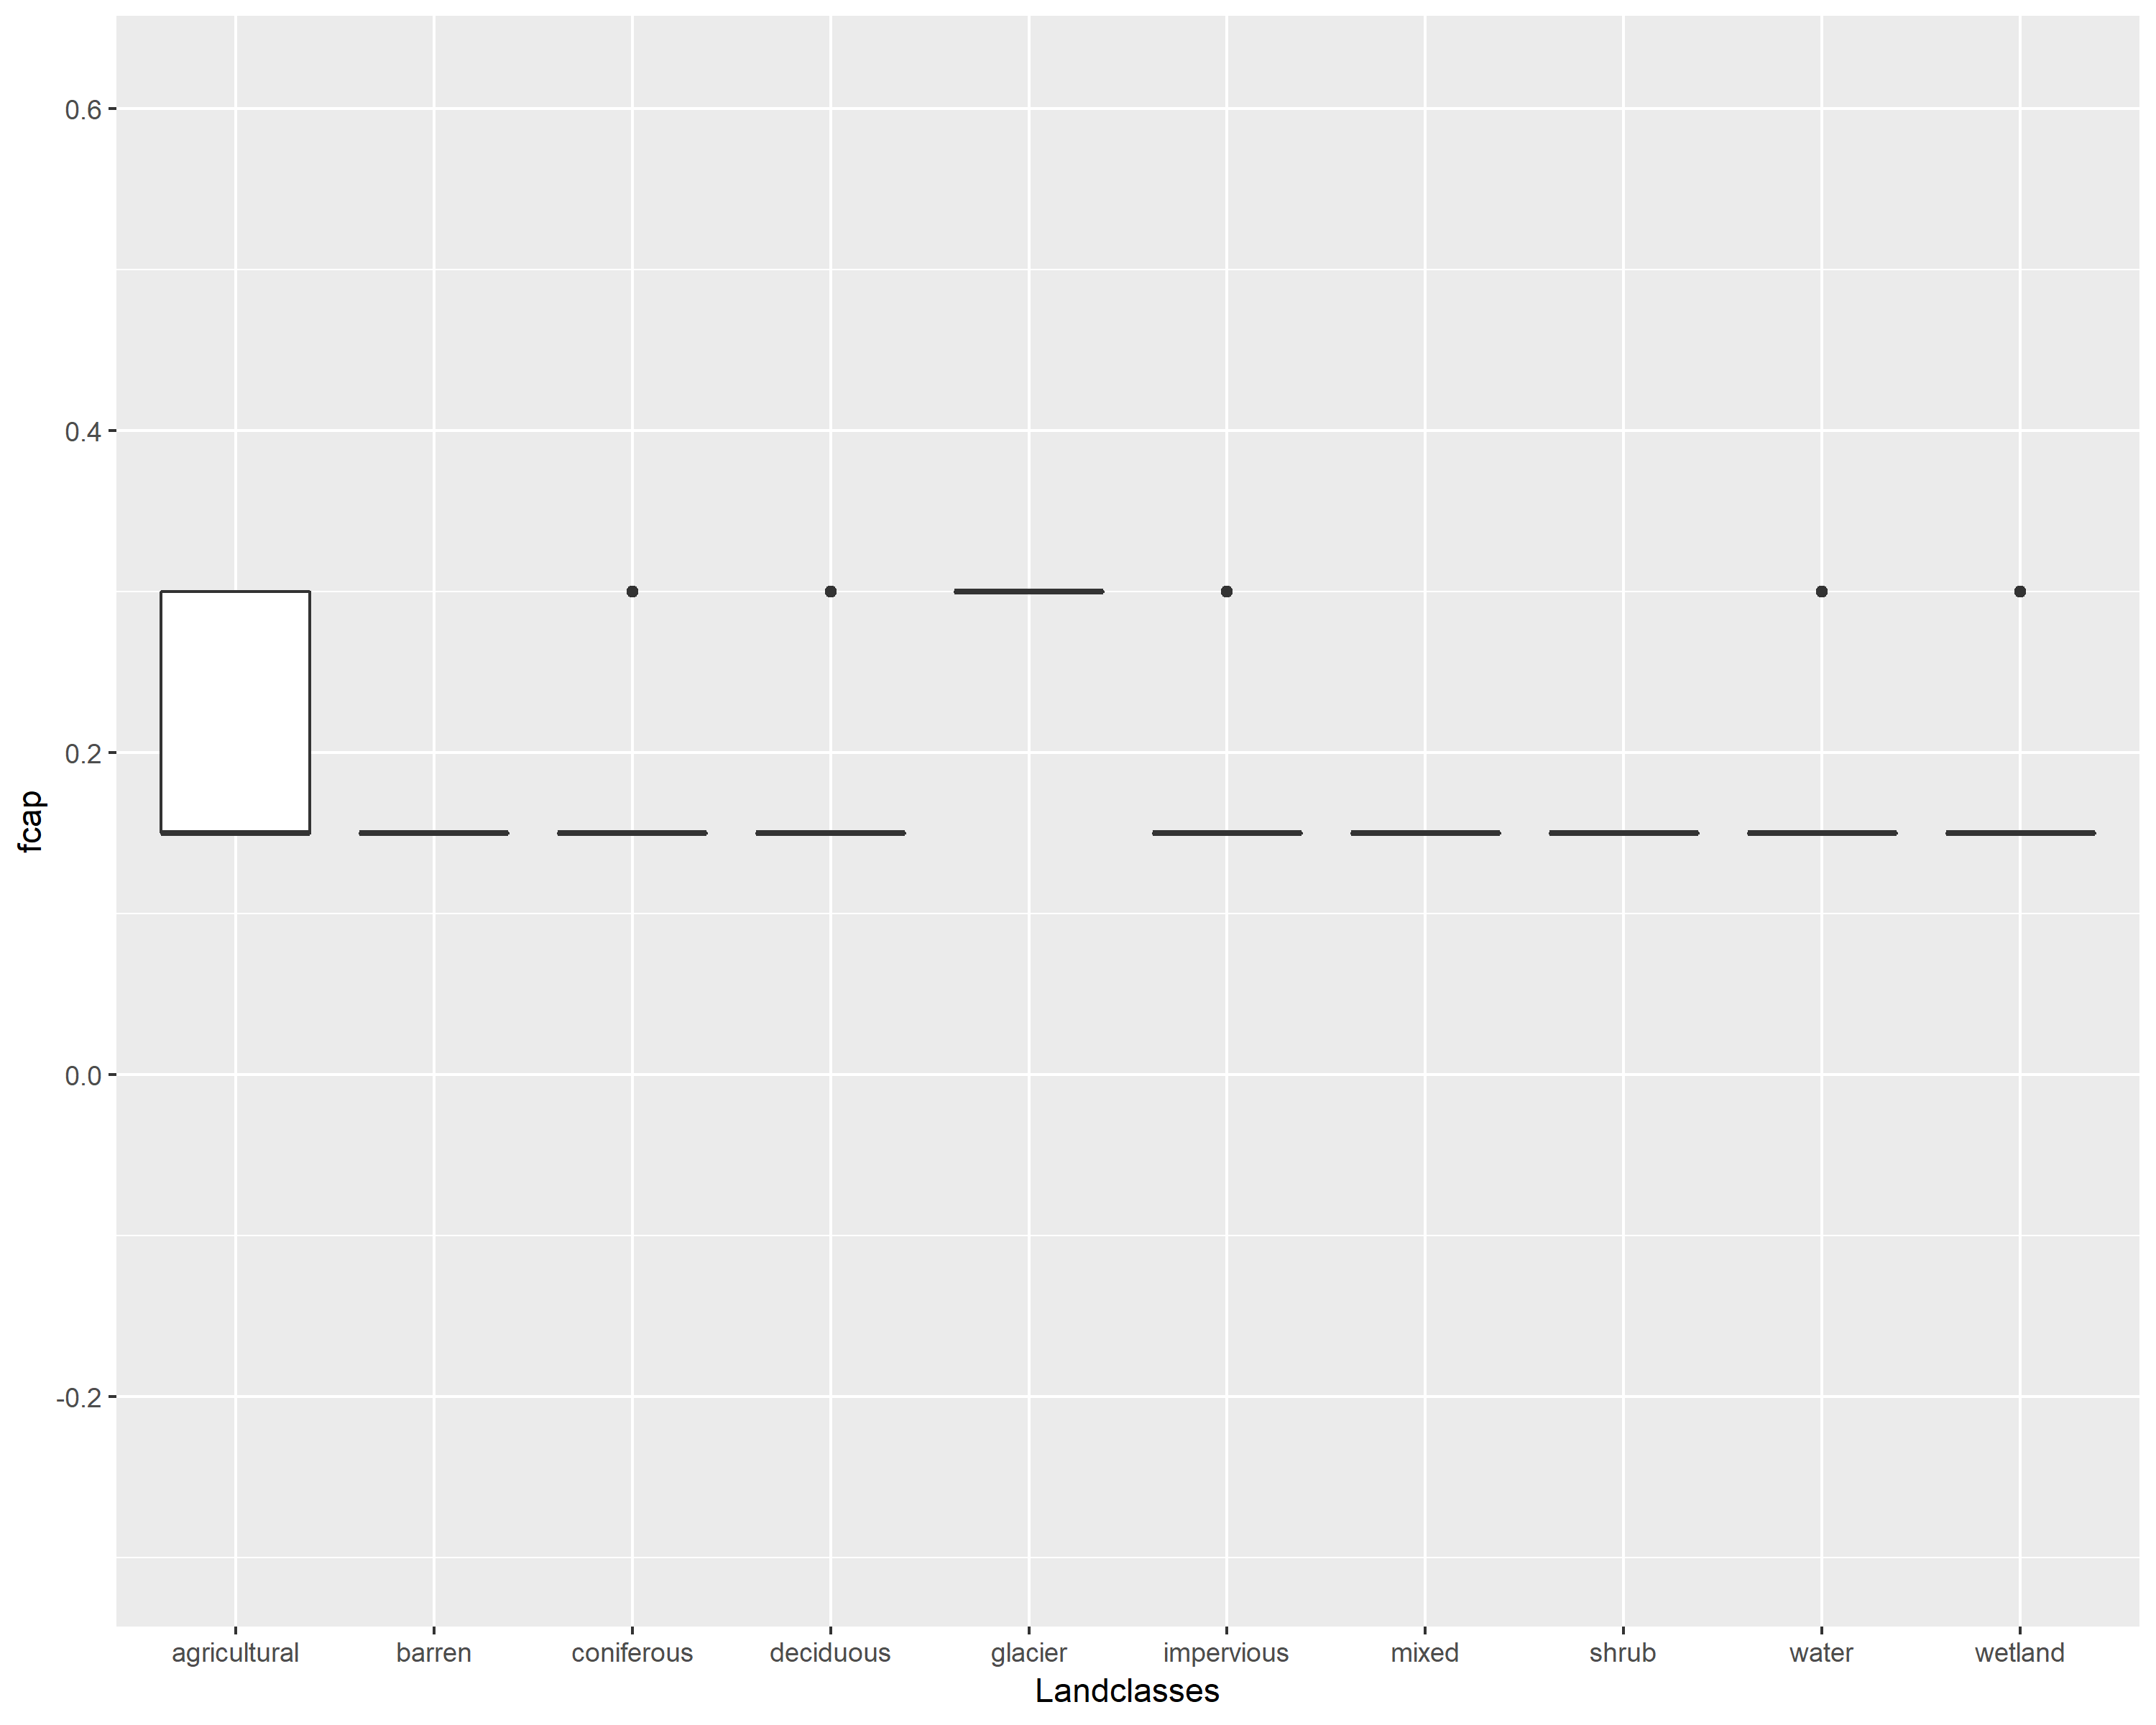 0.6
0.4
0.2
0.0
-0.2
fcap
agricultural barren coniferous deciduous glacier impervious mixed shrub water wetland
Landclasses